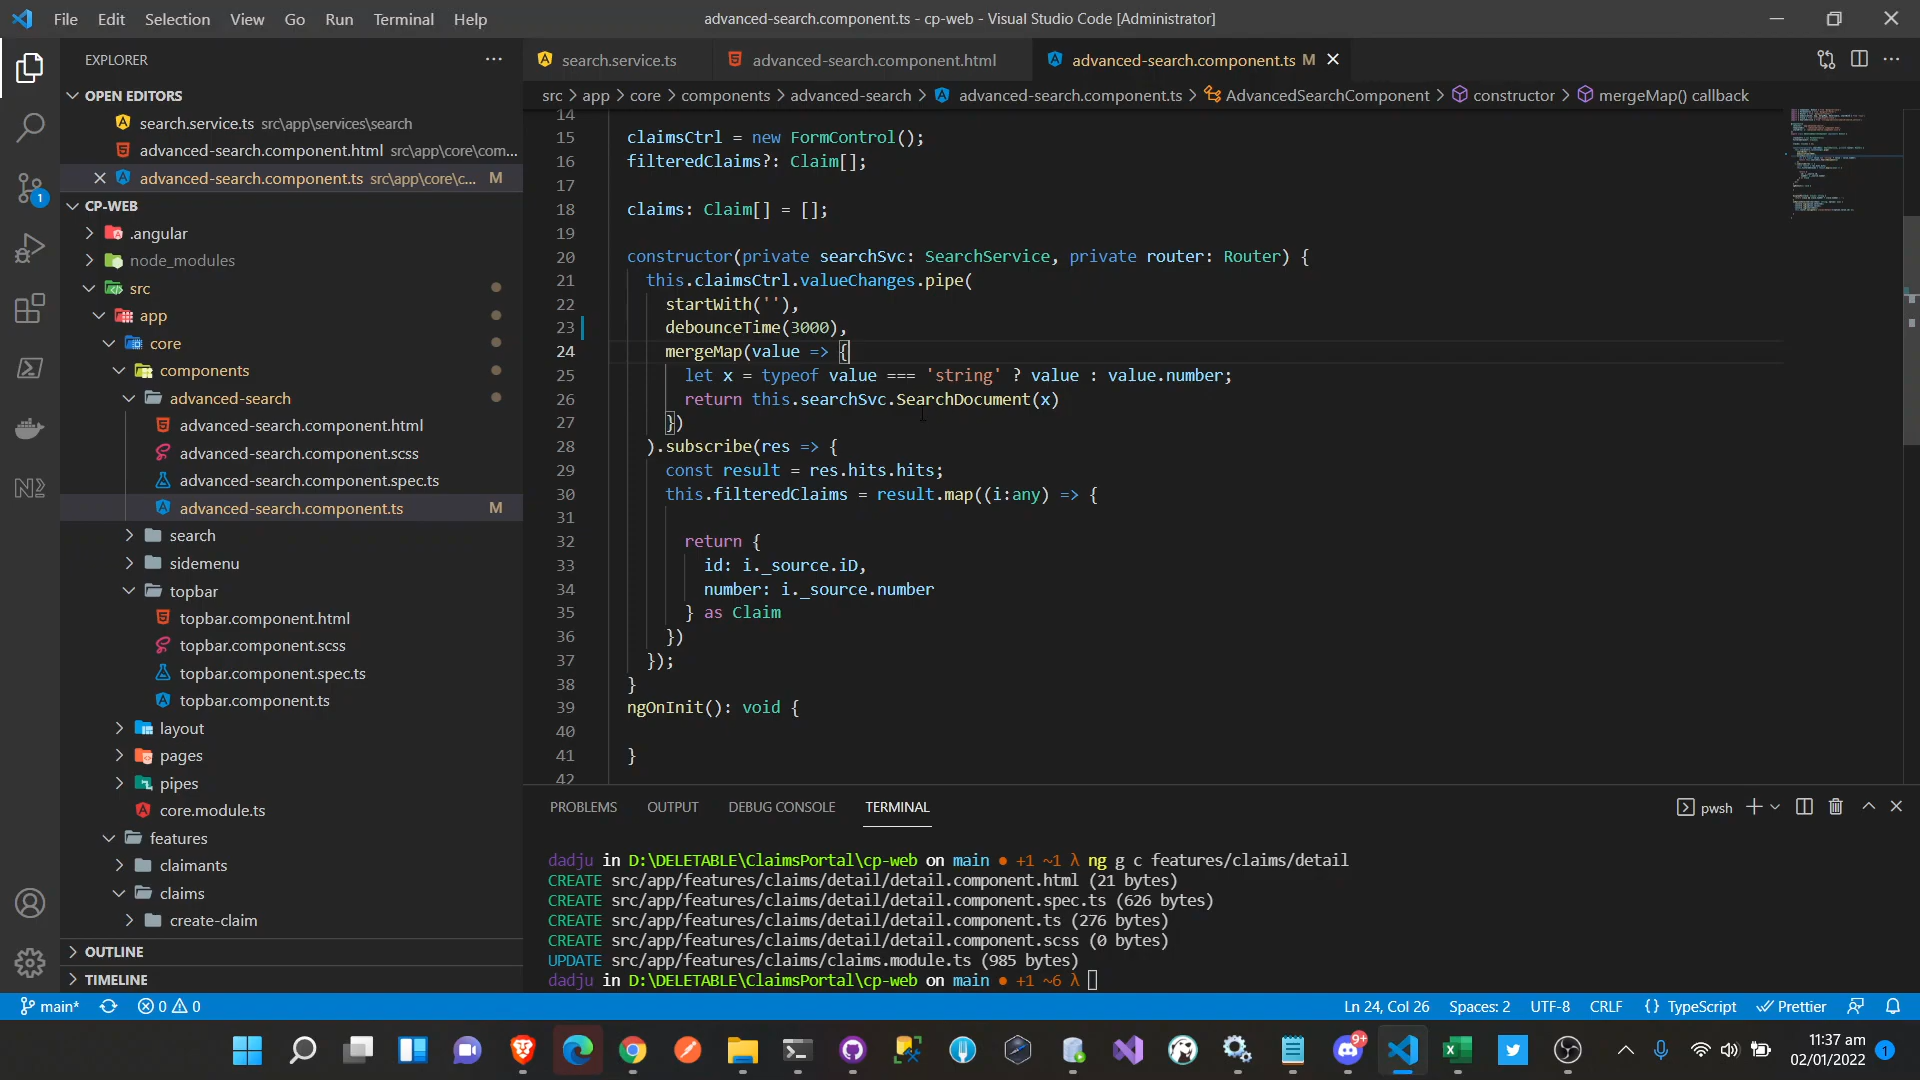 File Edit Selection View Go Run Terminal Help
advanced-search.component.ts - cp-web - Visual Studio Code [Administrator]
EXPLORER
OPEN EDITORS
search.service.ts src\app\services\search
advanced-search.component.html src\app\core\com...
advanced-search.component.ts src\app\core\c... M
CP-WEB
.angular
node_modules
src
app
core
components
advanced-search
advanced-search.component.html
advanced-search.component.scss
advanced-search.component.spec.ts
advanced-search.component.ts M
search
sidemenu
topbar
topbar.component.html
topbar.component.scss
topbar.component.spec.ts
topbar.component.ts
layout
pages
pipes
core.module.ts
features
claimants
claims
create-claim
OUTLINE
TIMELINE
1
N2
search.service.ts
advanced-search.component.html
advanced-search.component.ts M
src > app > core > components > advanced-search > advanced-search.component.ts > AdvancedSearchComponent > constructor > mergeMap() callback
14
15 claimsCtrl = new FormControl();
16 filteredClaims?: Claim[];
17
18 claims: Claim[] = [];
19
20 constructor(private searchSvc: SearchService, private router: Router) {
21 this.claimsCtrl.valueChanges.pipe(
22 startWith(''),
23 debounceTime(3000),
24 mergeMap(value => {
25 let x = typeof value === 'string' ? value : value.number;
26 return this.searchSvc.SearchDocument(x)
27 })
28 ).subscribe(res => {
29 const result = res.hits.hits;
30 this.filteredClaims = result.map((i:any) => {
31
32 return {
33 id: i._source.iD,
34 number: i._source.number
35 } as Claim
36 })
37 });
38 }
39 ngOnInit(): void {
40
41 }
42
PROBLEMS OUTPUT DEBUG CONSOLE TERMINAL
pwsh
dadju in D:\DELETABLE\ClaimsPortal\cp-web on main ● +1 ~1 λ ng g c features/claims/detail
CREATE src/app/features/claims/detail/detail.component.html (21 bytes)
CREATE src/app/features/claims/detail/detail.component.spec.ts (626 bytes)
CREATE src/app/features/claims/detail/detail.component.ts (276 bytes)
CREATE src/app/features/claims/detail/detail.component.scss (0 bytes)
UPDATE src/app/features/claims/claims.module.ts (985 bytes)
dadju in D:\DELETABLE\ClaimsPortal\cp-web on main ● +1 ~6 λ
main* 0 0
Ln 24, Col 26 Spaces: 2 UTF-8 CRLF {} TypeScript Prettier
9+
11:37 am
02/01/2022
1